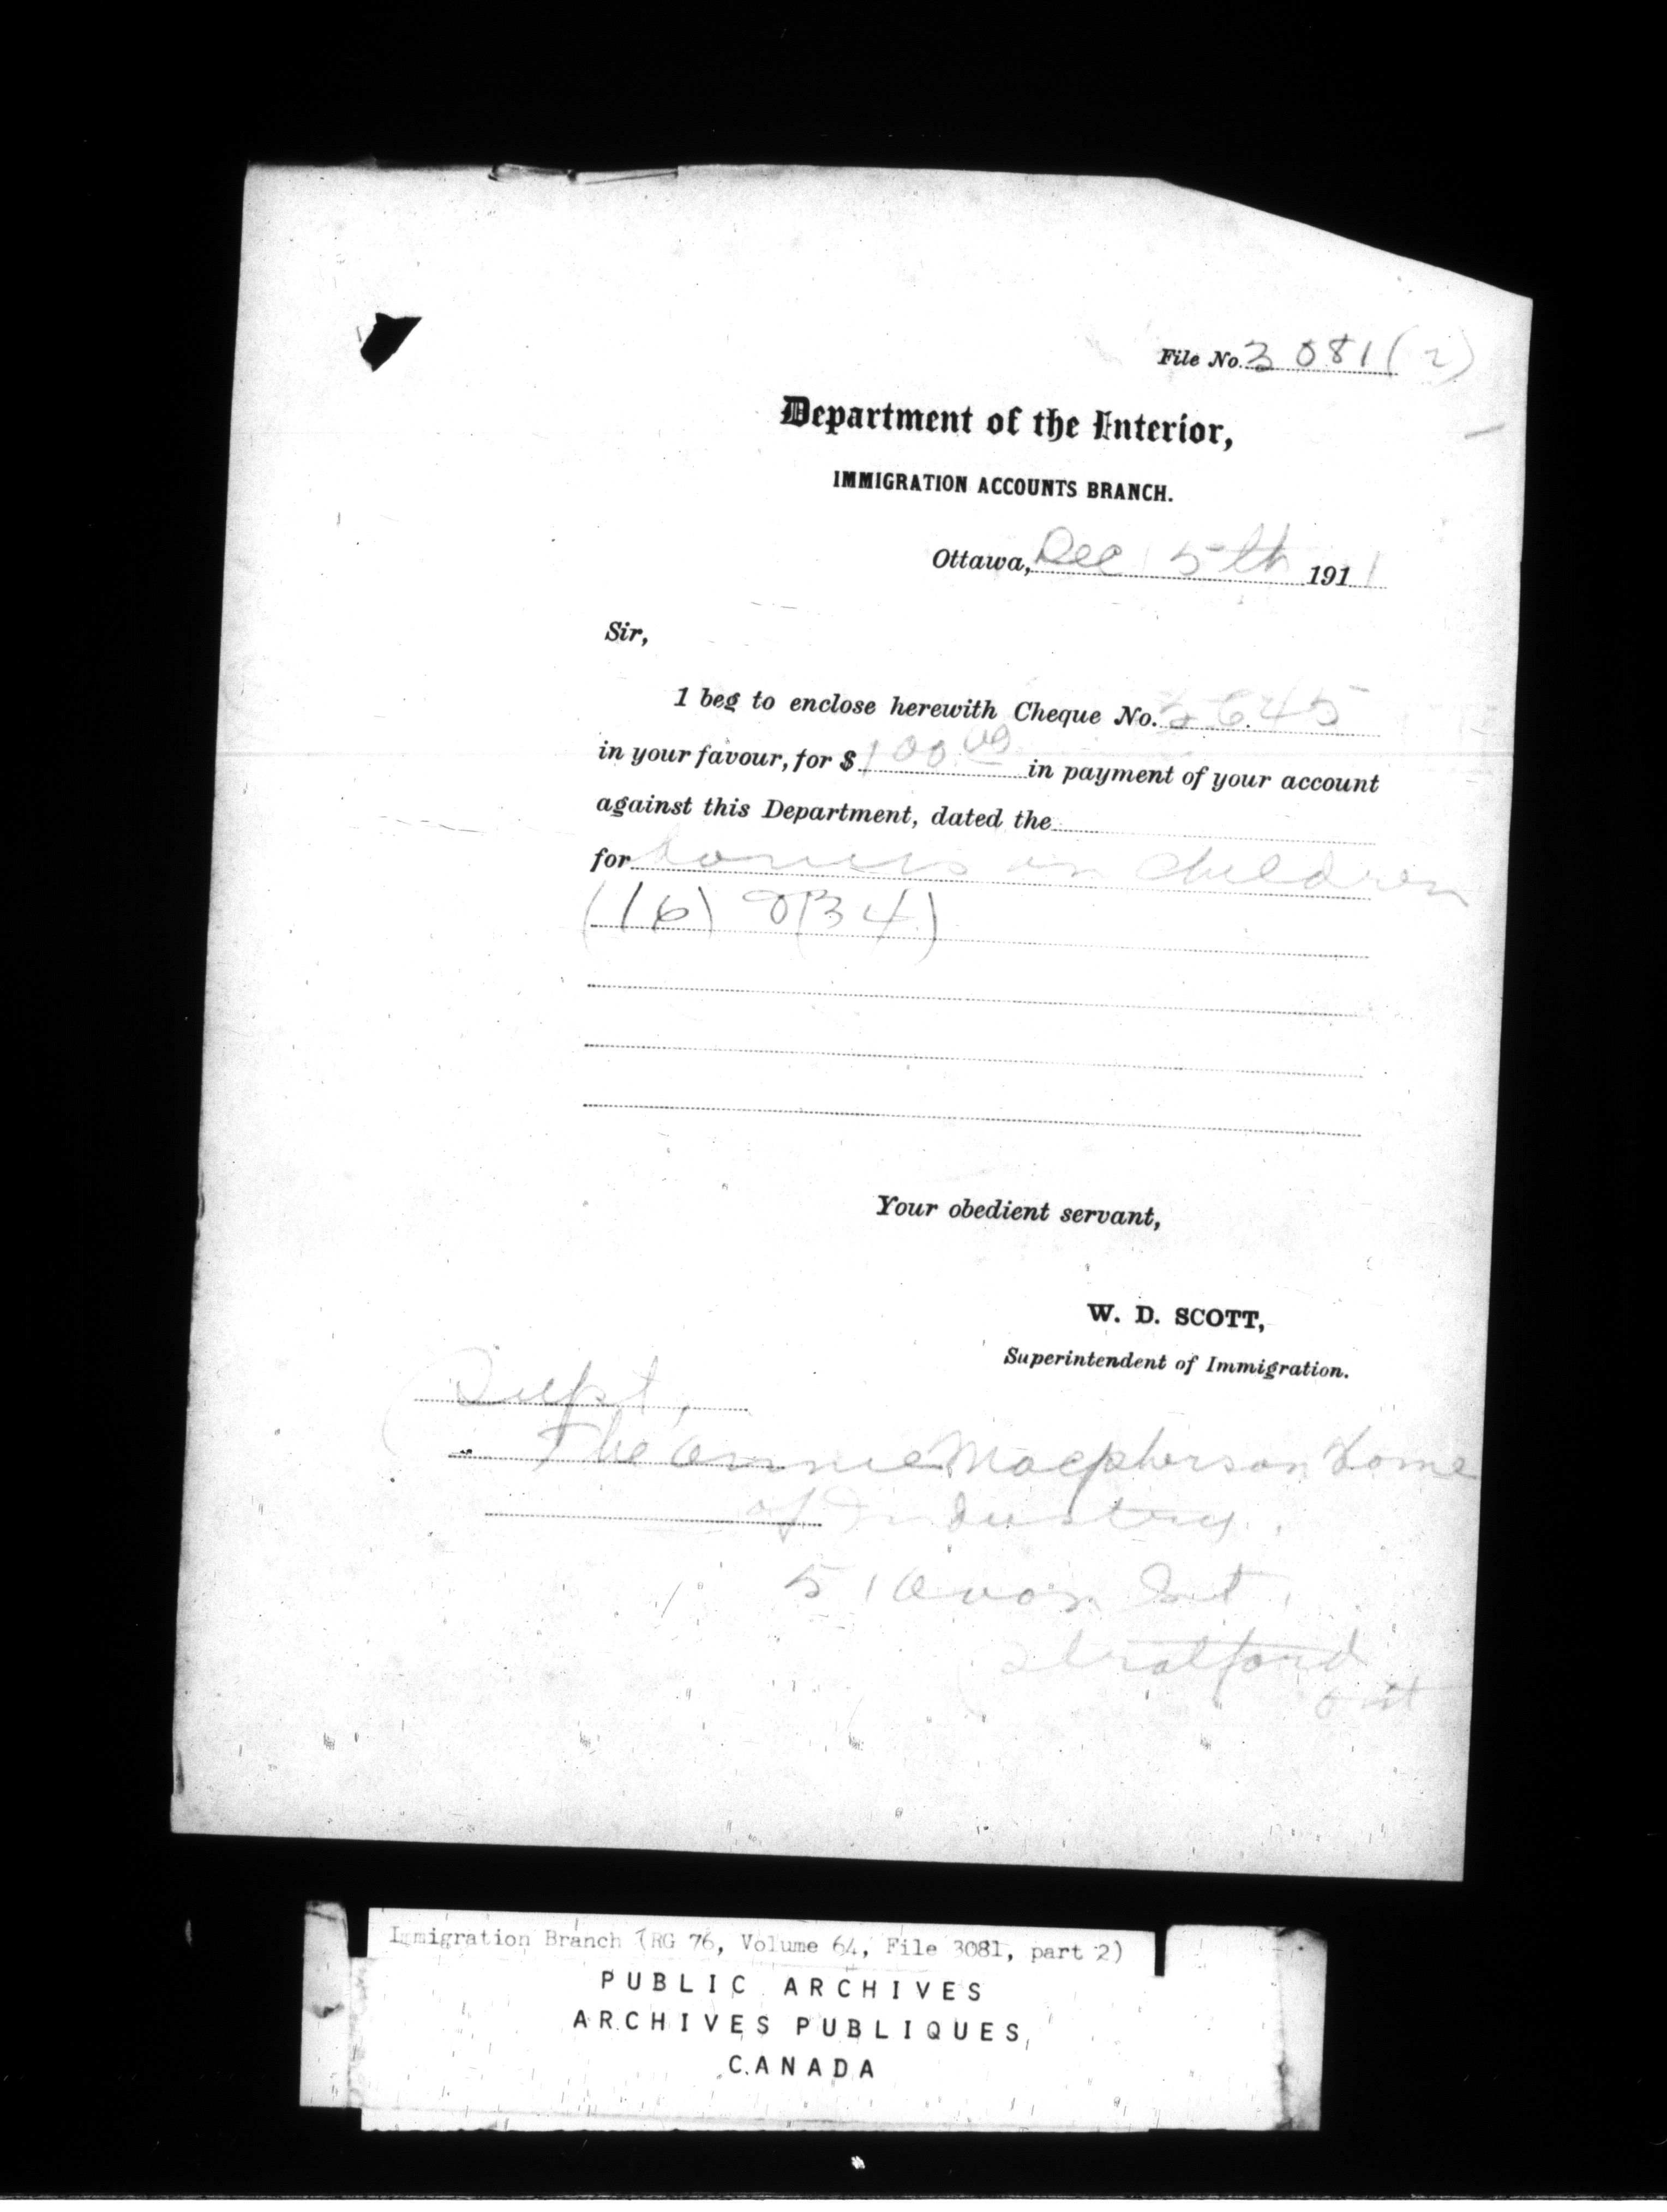 File No. 3081 (2)
Department of the Interior,
IMMIGRATION ACCOUNTS BRANCH.
Ottawa, Dec 5th 1911
Sir,
I beg to enclose herewith Cheque No. 3645
in your favour, for $100.00 in payment of your account
against this Department, dated the
for bonus on children
(16) & (34)
Your obedient servant,
W. D. SCOTT,
Superintendent of Immigration.
Supt,
The Annie Macpherson Home
of Industry.
51 Avon St,
Stratford
Ont
Immigration Branch (RG 76, Volume 64, File 3081, part 2)
PUBLIC ARCHIVES
ARCHIVES PUBLIQUES
CANADA